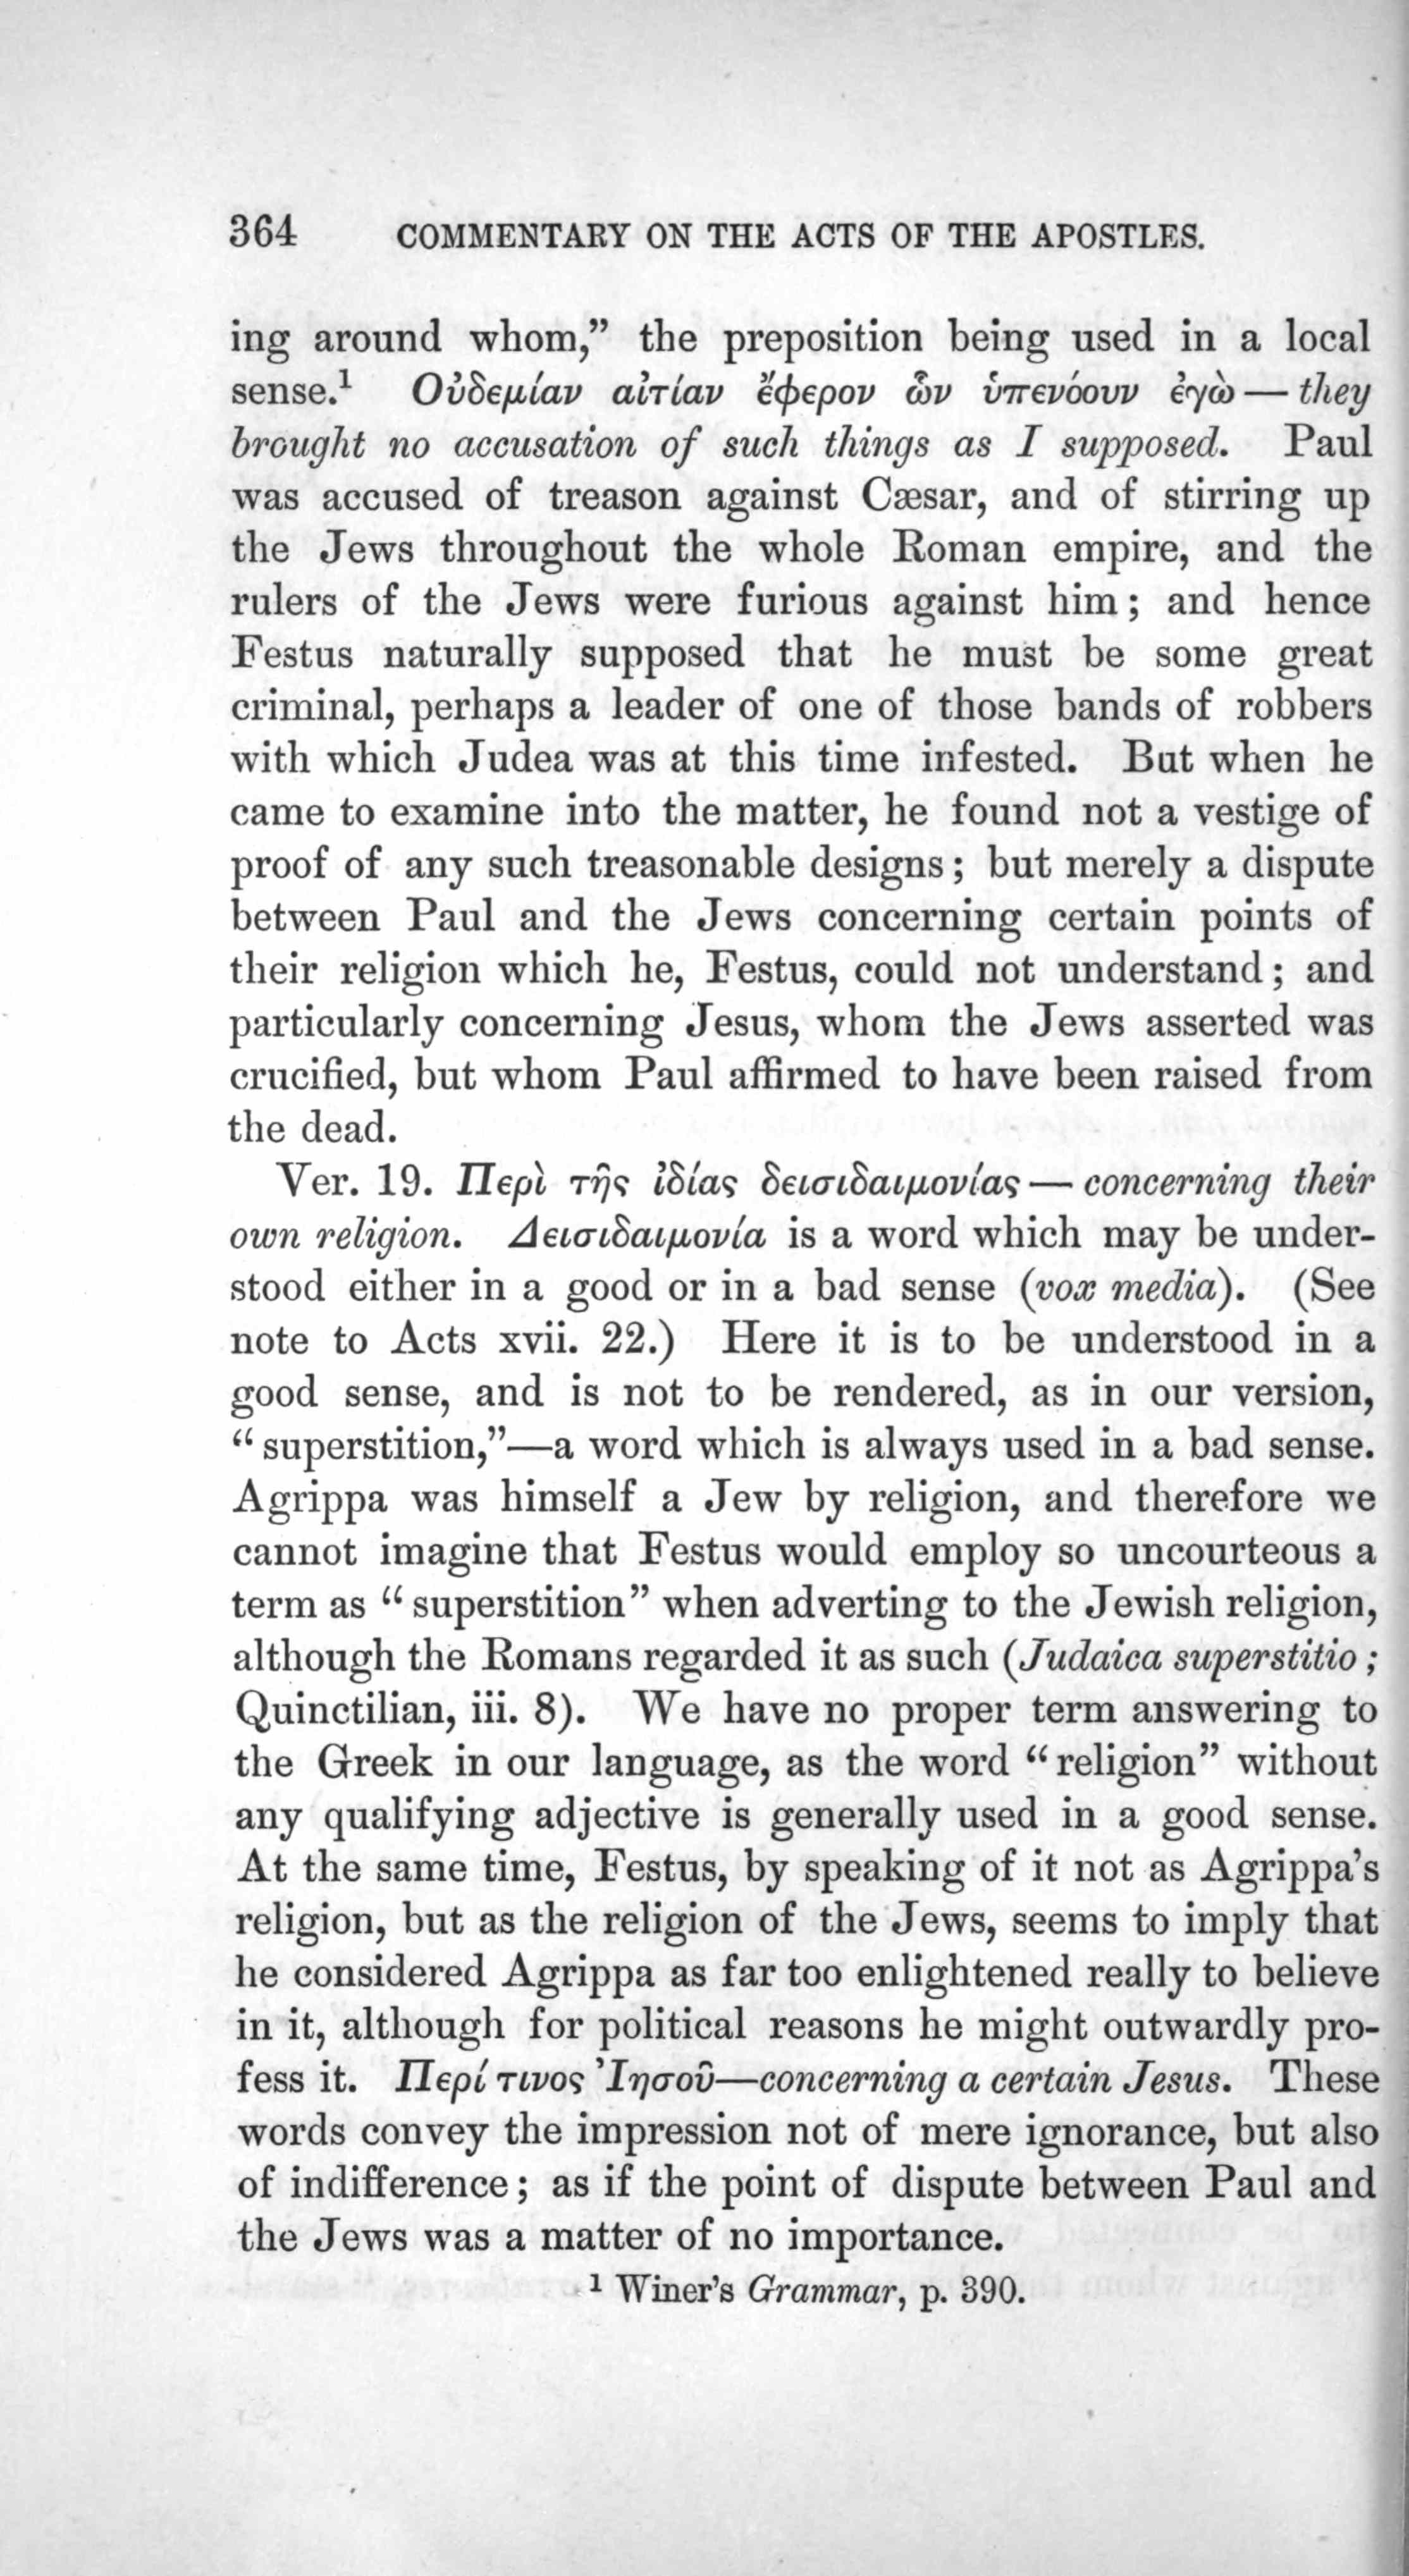 364 COMMENTARY ON THE ACTS OF THE APOSTLES.
ing around whom,” the preposition being used in a local
sense.¹ Οὐδεμίαν αἰτίαν ἔφερον ὧν ὑπενόουν ἐγὼ — they
brought no accusation of such things as I supposed. Paul
was accused of treason against Cæsar, and of stirring up
the Jews throughout the whole Roman empire, and the
rulers of the Jews were furious against him; and hence
Festus naturally supposed that he must be some great
criminal, perhaps a leader of one of those bands of robbers
with which Judea was at this time infested. But when he
came to examine into the matter, he found not a vestige of
proof of any such treasonable designs; but merely a dispute
between Paul and the Jews concerning certain points of
their religion which he, Festus, could not understand; and
particularly concerning Jesus, whom the Jews asserted was
crucified, but whom Paul affirmed to have been raised from
the dead.
Ver. 19. Περὶ τῆς ἰδίας δεισιδαιμονίας — concerning their
own religion. Δεισιδαιμονία is a word which may be under-
stood either in a good or in a bad sense (vox media). (See
note to Acts xvii. 22.) Here it is to be understood in a
good sense, and is not to be rendered, as in our version,
“superstition,”—a word which is always used in a bad sense.
Agrippa was himself a Jew by religion, and therefore we
cannot imagine that Festus would employ so uncourteous a
term as “superstition” when adverting to the Jewish religion,
although the Romans regarded it as such (Judaica superstitio;
Quinctilian, iii. 8). We have no proper term answering to
the Greek in our language, as the word “religion” without
any qualifying adjective is generally used in a good sense.
At the same time, Festus, by speaking of it not as Agrippa’s
religion, but as the religion of the Jews, seems to imply that
he considered Agrippa as far too enlightened really to believe
in it, although for political reasons he might outwardly pro-
fess it. Περί τινος Ἰησοῦ—concerning a certain Jesus. These
words convey the impression not of mere ignorance, but also
of indifference; as if the point of dispute between Paul and
the Jews was a matter of no importance.
¹ Winer’s Grammar, p. 390.